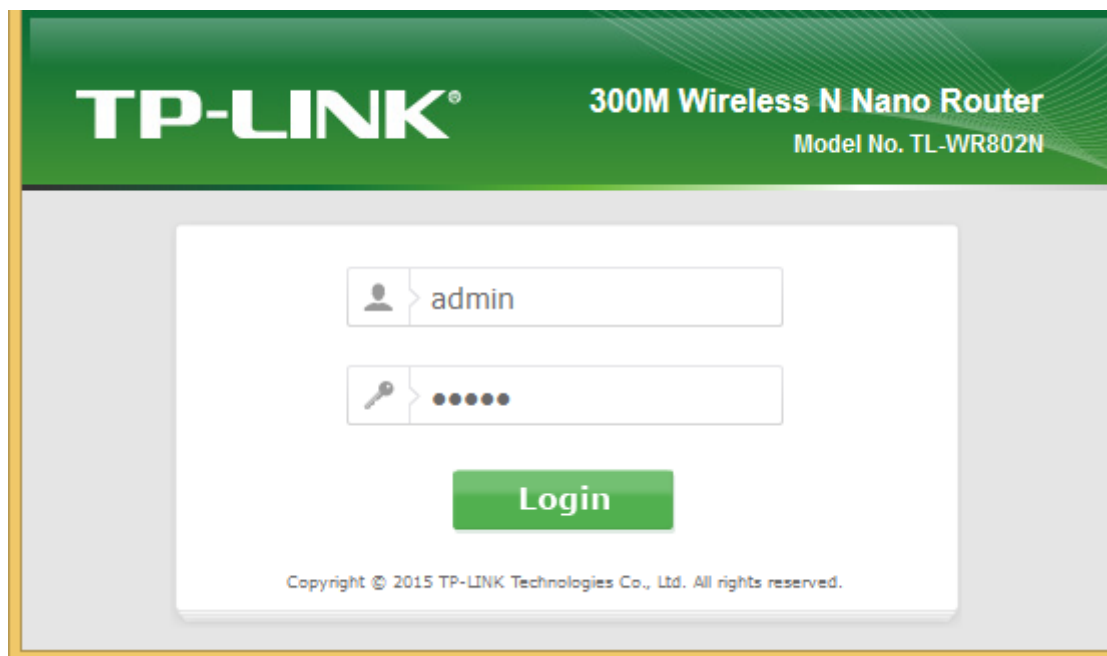 TP-LINK®
300M Wireless N Nano Router
Model No. TL-WR802N
admin
●●●●●
Login
Copyright © 2015 TP-LINK Technologies Co., Ltd. All rights reserved.